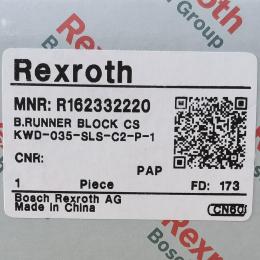 Rexroth
MNR: R162332220
B.RUNNER BLOCK CS
KWD-035-SLS-C2-P-1
CNR:
PAP
1 Piece FD: 173
Bosch Rexroth AG
Made in China
CN60